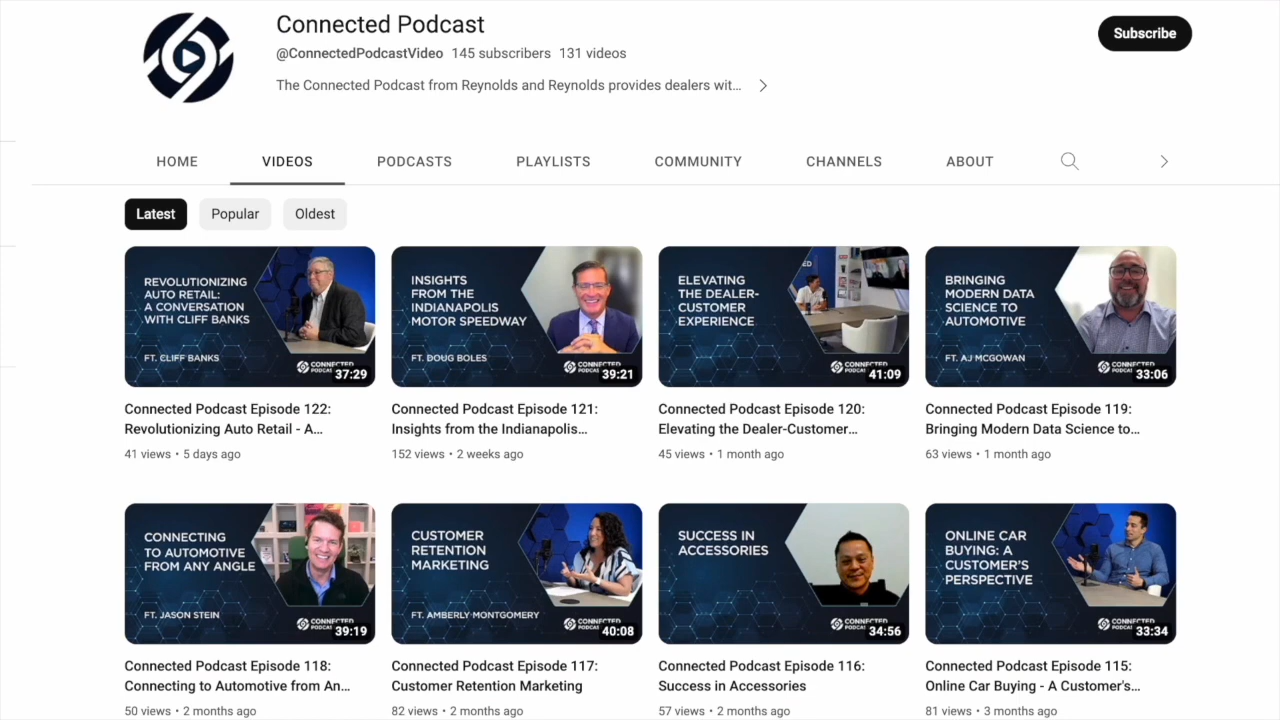 Connected Podcast
@ConnectedPodcastVideo 145 subscribers 131 videos
Subscribe
The Connected Podcast from Reynolds and Reynolds provides dealers wit...
HOME VIDEOS PODCASTS PLAYLISTS COMMUNITY CHANNELS ABOUT
Latest Popular Oldest
REVOLUTIONIZING
AUTO RETAIL:
A CONVERSATION
WITH CLIFF BANKS
FT. CLIFF BANKS
CONNECTED
37:29
INSIGHTS
FROM THE
INDIANAPOLIS
MOTOR SPEEDWAY
FT. DOUG BOLES
CONNECTED
39:21
ELEVATING
THE DEALER-
CUSTOMER
EXPERIENCE
CONNECTED
41:09
BRINGING
MODERN DATA
SCIENCE TO
AUTOMOTIVE
FT. AJ MCGOWAN
CONNECTED
33:06
Connected Podcast Episode 122:
Revolutionizing Auto Retail - A...
41 views • 5 days ago
Connected Podcast Episode 121:
Insights from the Indianapolis...
152 views • 2 weeks ago
Connected Podcast Episode 120:
Elevating the Dealer-Customer...
45 views • 1 month ago
Connected Podcast Episode 119:
Bringing Modern Data Science to...
63 views • 1 month ago
CONNECTING
TO AUTOMOTIVE
FROM ANY ANGLE
FT. JASON STEIN
CONNECTED
39:19
CUSTOMER
RETENTION
MARKETING
FT. AMBERLY MONTGOMERY
CONNECTED
40:08
SUCCESS IN
ACCESSORIES
CONNECTED
34:56
ONLINE CAR
BUYING: A
CUSTOMER'S
PERSPECTIVE
CONNECTED
33:34
Connected Podcast Episode 118:
Connecting to Automotive from An...
50 views • 2 months ago
Connected Podcast Episode 117:
Customer Retention Marketing
82 views • 2 months ago
Connected Podcast Episode 116:
Success in Accessories
57 views • 2 months ago
Connected Podcast Episode 115:
Online Car Buying - A Customer's...
81 views • 3 months ago